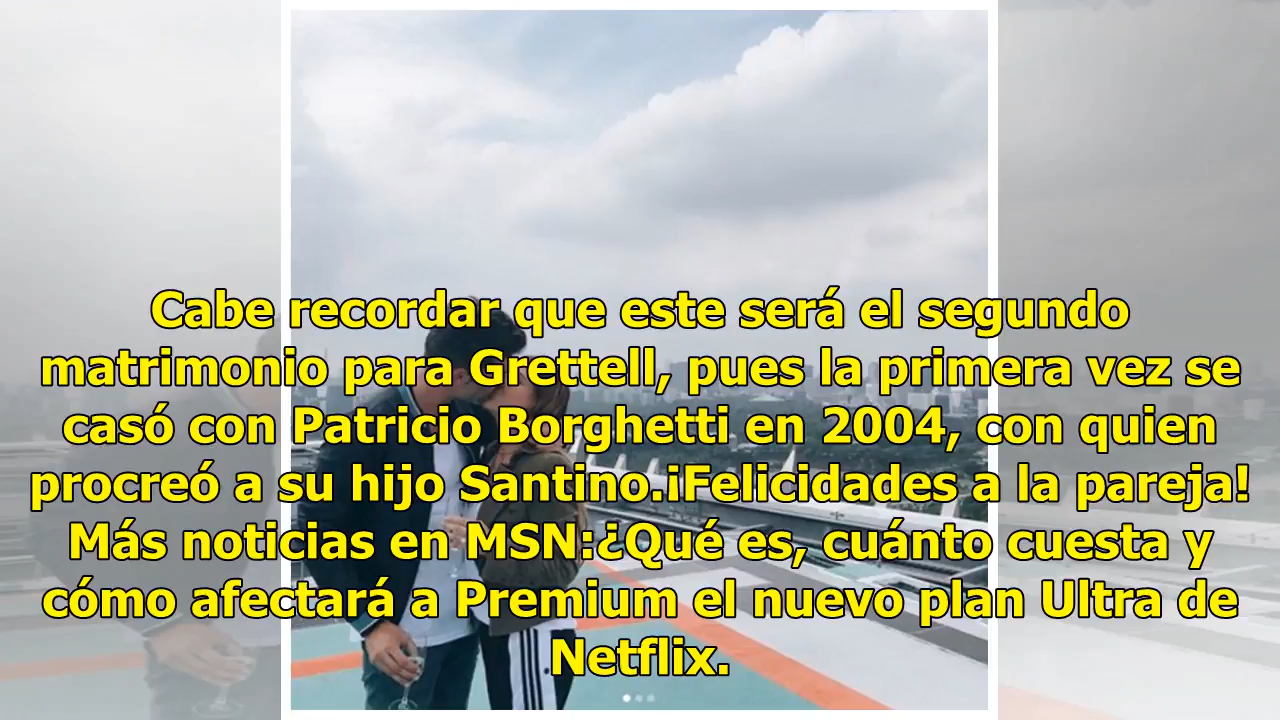 Cabe recordar que este será el segundo
matrimonio para Grettell, pues la primera vez se
casó con Patricio Borghetti en 2004, con quien
procreó a su hijo Santino.¡Felicidades a la pareja!
Más noticias en MSN:¿Qué es, cuánto cuesta y
cómo afectará a Premium el nuevo plan Ultra de
Netflix.